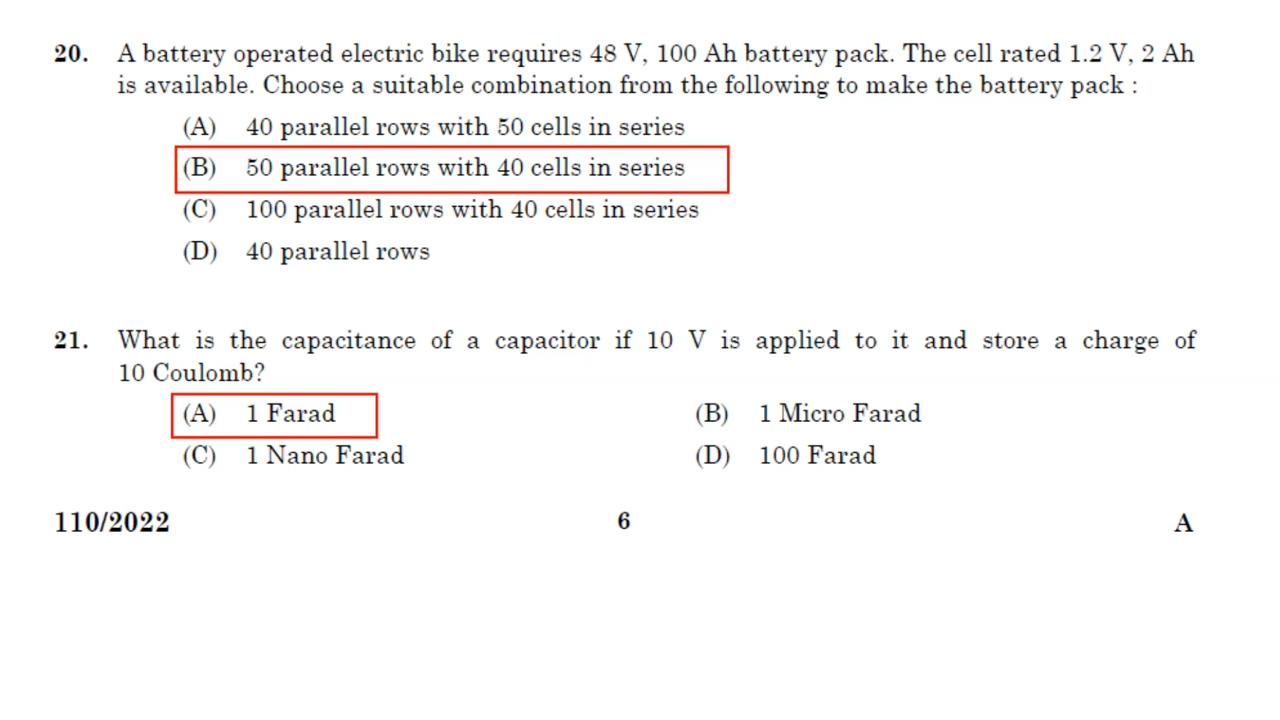 20. A battery operated electric bike requires 48 V, 100 Ah battery pack. The cell rated 1.2 V, 2 Ah
is available. Choose a suitable combination from the following to make the battery pack :
(A) 40 parallel rows with 50 cells in series
(B) 50 parallel rows with 40 cells in series
(C) 100 parallel rows with 40 cells in series
(D) 40 parallel rows
21. What is the capacitance of a capacitor if 10 V is applied to it and store a charge of
10 Coulomb?
(A) 1 Farad (B) 1 Micro Farad
(C) 1 Nano Farad (D) 100 Farad
110/2022 6 A